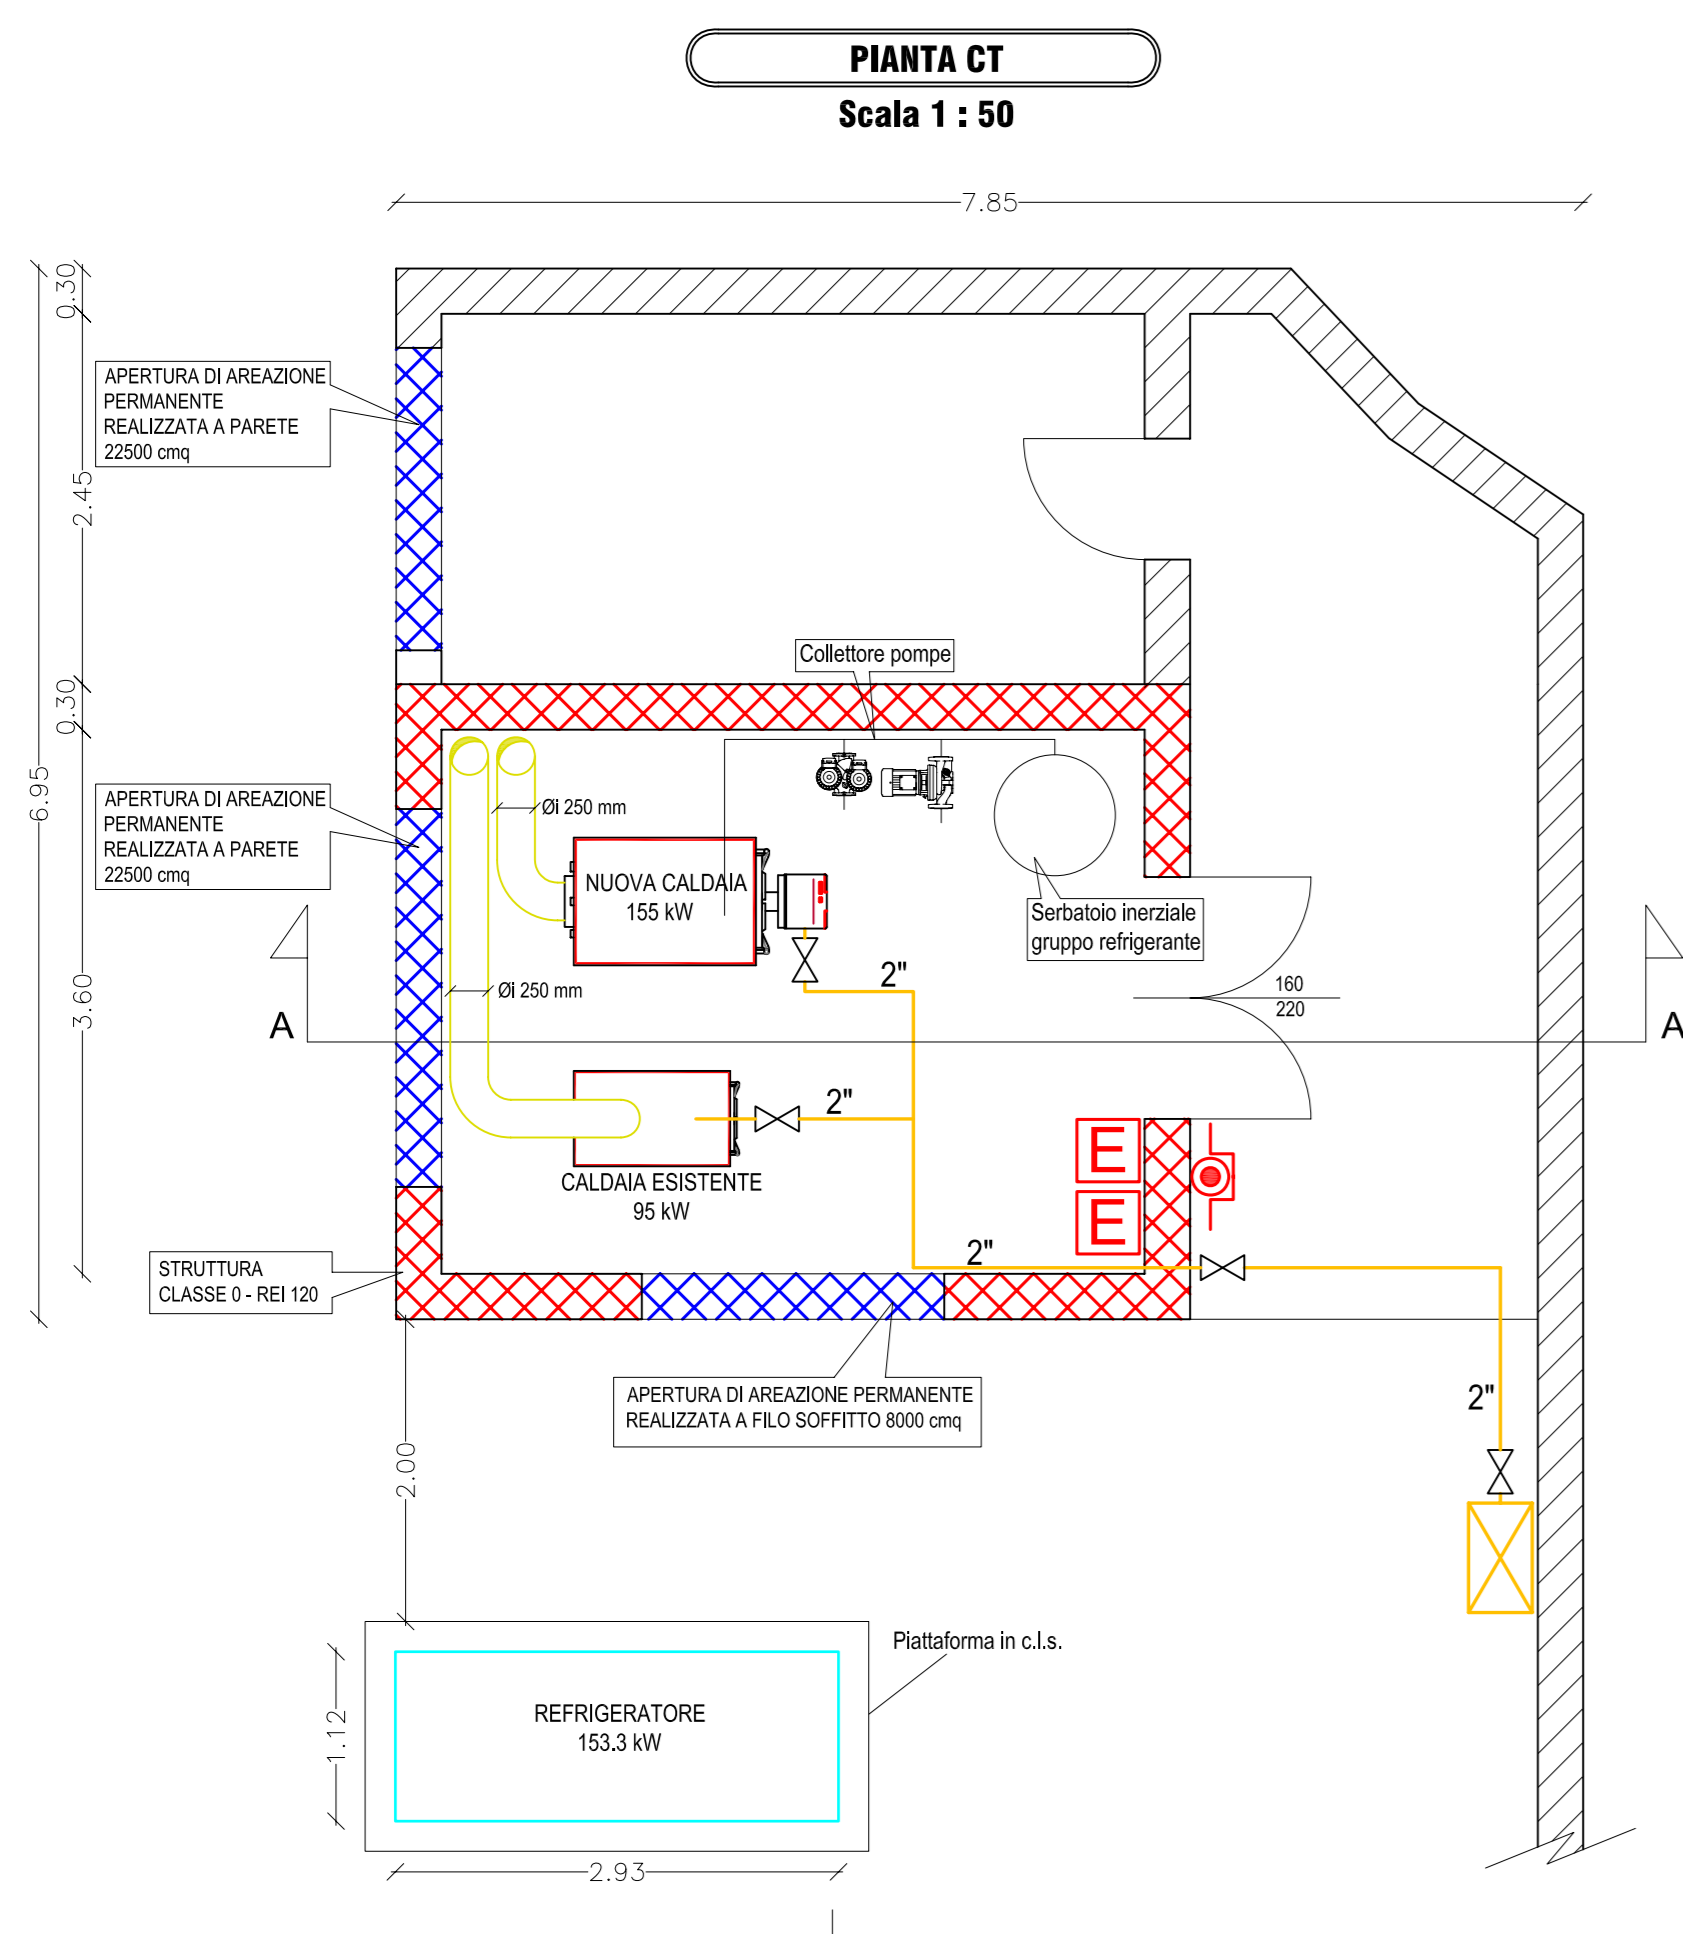 PIANTA CT
Scala 1 : 50
7.85
0.30
2.45
0.30
3.60
6.95
APERTURA DI AREAZIONE
PERMANENTE
REALIZZATA A PARETE
22500 cmq
Collettore pompe
APERTURA DI AREAZIONE
PERMANENTE
REALIZZATA A PARETE
22500 cmq
Øi 250 mm
NUOVA CALDAIA
155 kW
Serbatoio inerziale
gruppo refrigerante
Øi 250 mm
2"
160
220
A
A
2"
CALDAIA ESISTENTE
95 kW
E
E
2"
STRUTTURA
CLASSE 0 - REI 120
APERTURA DI AREAZIONE PERMANENTE
REALIZZATA A FILO SOFFITTO 8000 cmq
2"
2.00
Piattaforma in c.l.s.
REFRIGERATORE
153.3 kW
1.12
2.93